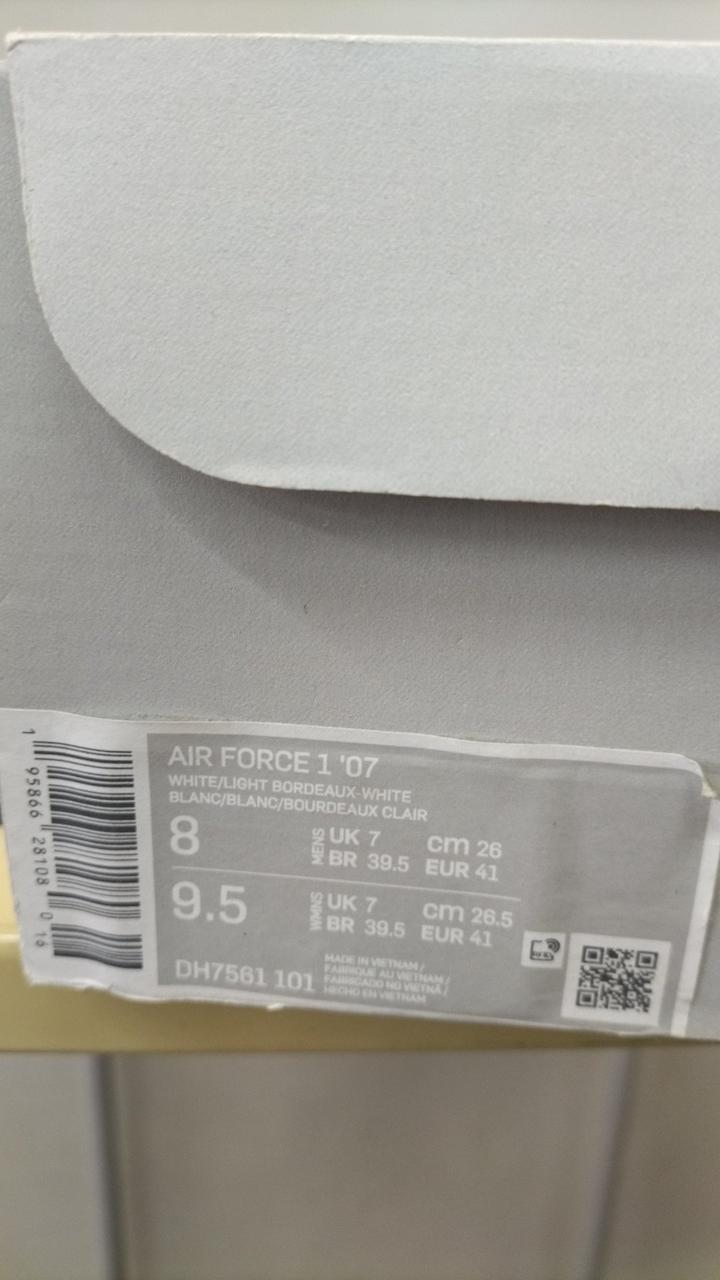 AIR FORCE 1 '07
WHITE/LIGHT BORDEAUX-WHITE
BLANC/BLANC/BOURDEAUX CLAIR
8 MENS UK 7 cm 26
BR 39.5 EUR 41
9.5 WMNS UK 7 cm 26.5
BR 39.5 EUR 41
DH7561 101
MADE IN VIETNAM /
FABRIQUÉ AU VIETNAM /
FABRICADO NO VIETNÃ /
HECHO EN VIETNAM
1 95866 28108 0 16